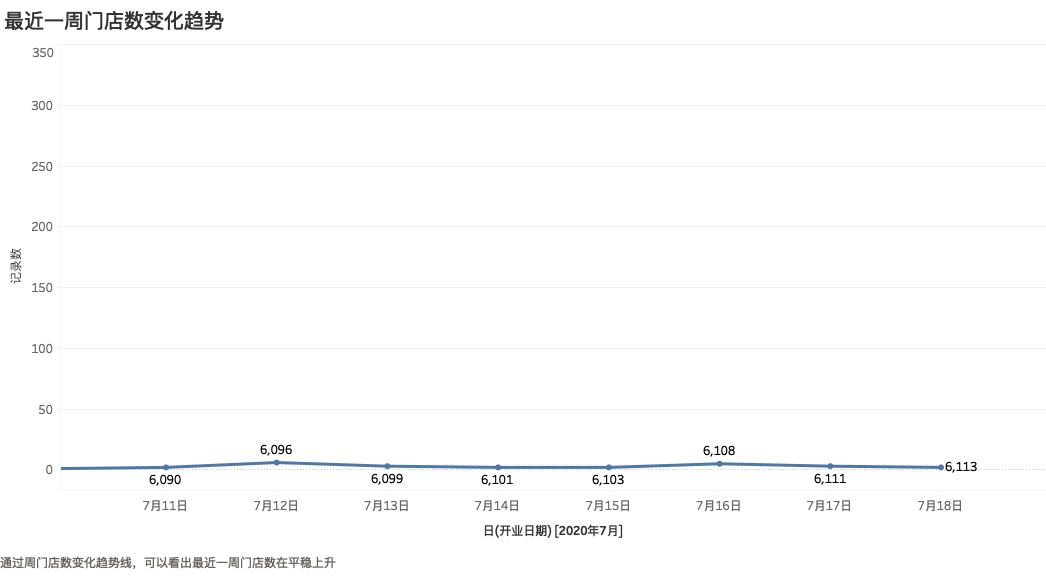 最近一周门店数变化趋势
350
300
250
200
150
100
50
0
记录数
6,090
6,096
6,099
6,101
6,103
6,108
6,111
6,113
7月11日
7月12日
7月13日
7月14日
7月15日
7月16日
7月17日
7月18日
日(开业日期) [2020年7月]
通过周门店数变化趋势线，可以看出最近一周门店数在平稳上升